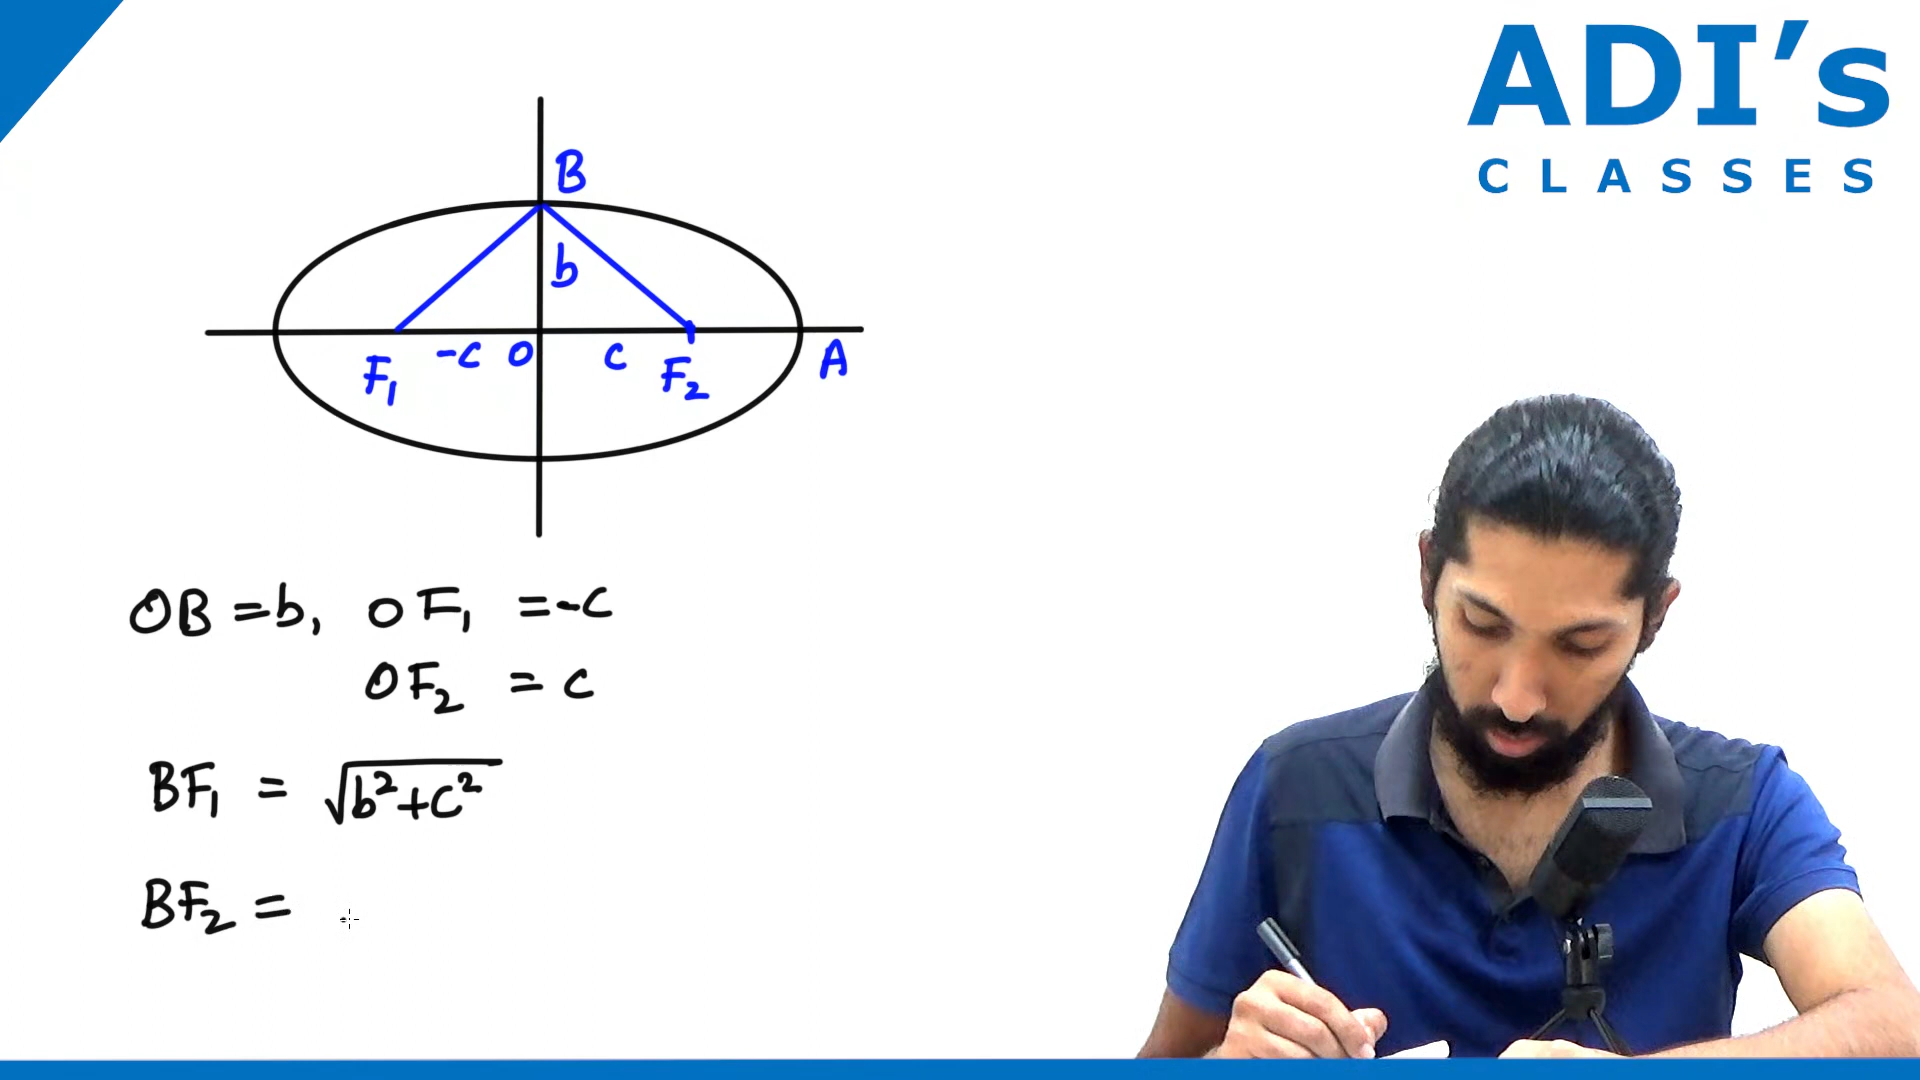 ADI’s
CLASSES
B
b
F₁ -c O c F₂ A
OB = b, OF₁ = -c
OF₂ = c
BF₁ = √(b²+c²)
BF₂ =